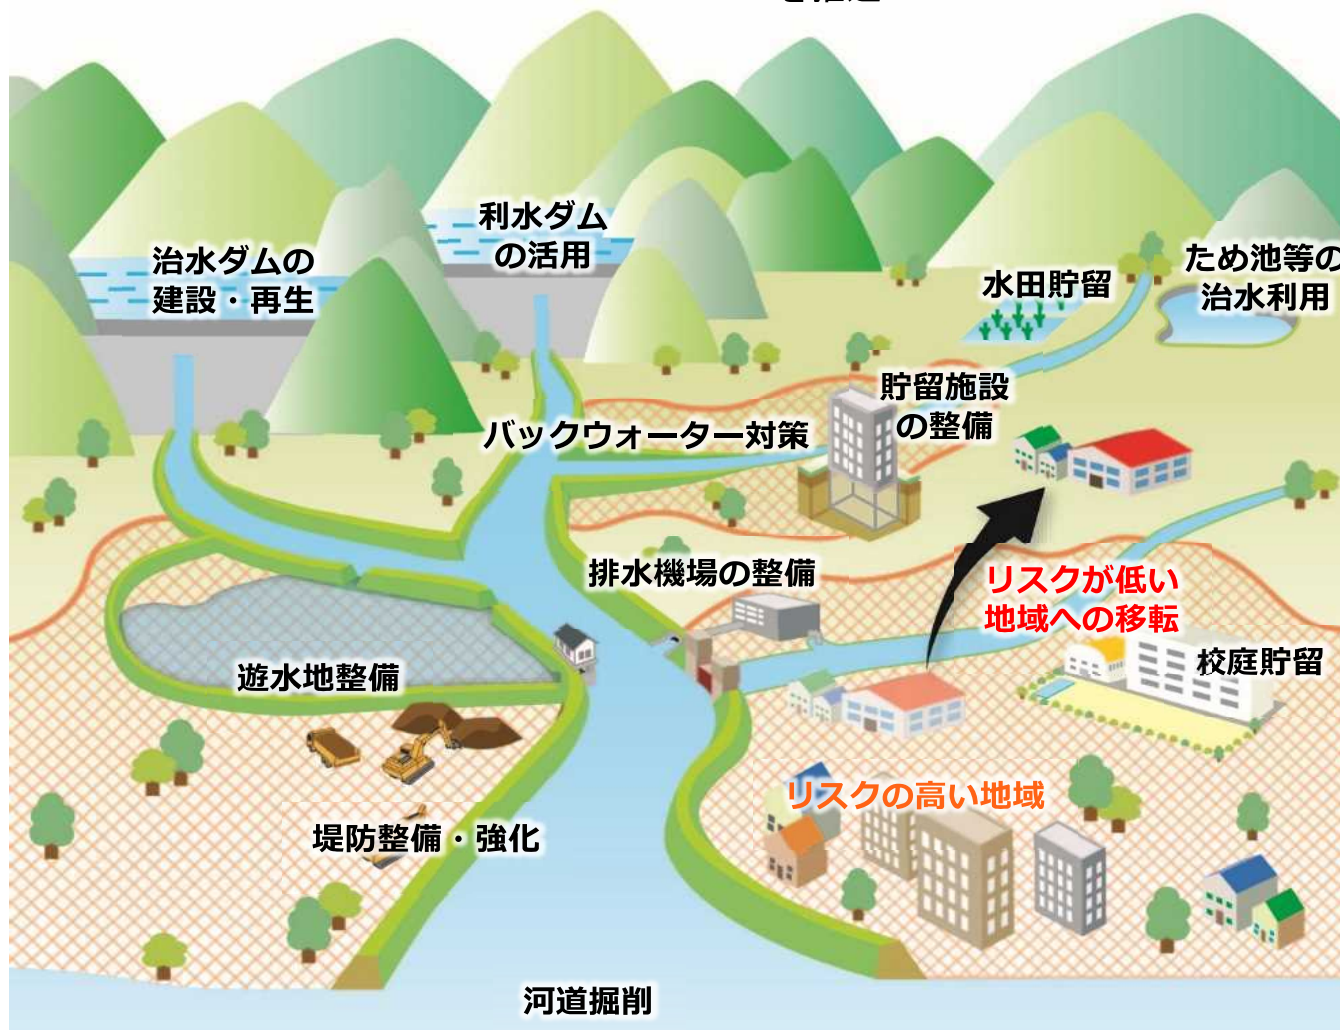 を推進
利水ダム
の活用
治水ダムの
建設・再生
水田貯留
ため池等の
治水利用
貯留施設
の整備
バックウォーター対策
排水機場の整備
リスクが低い
地域への移転
校庭貯留
遊水地整備
リスクの高い地域
堤防整備・強化
河道掘削